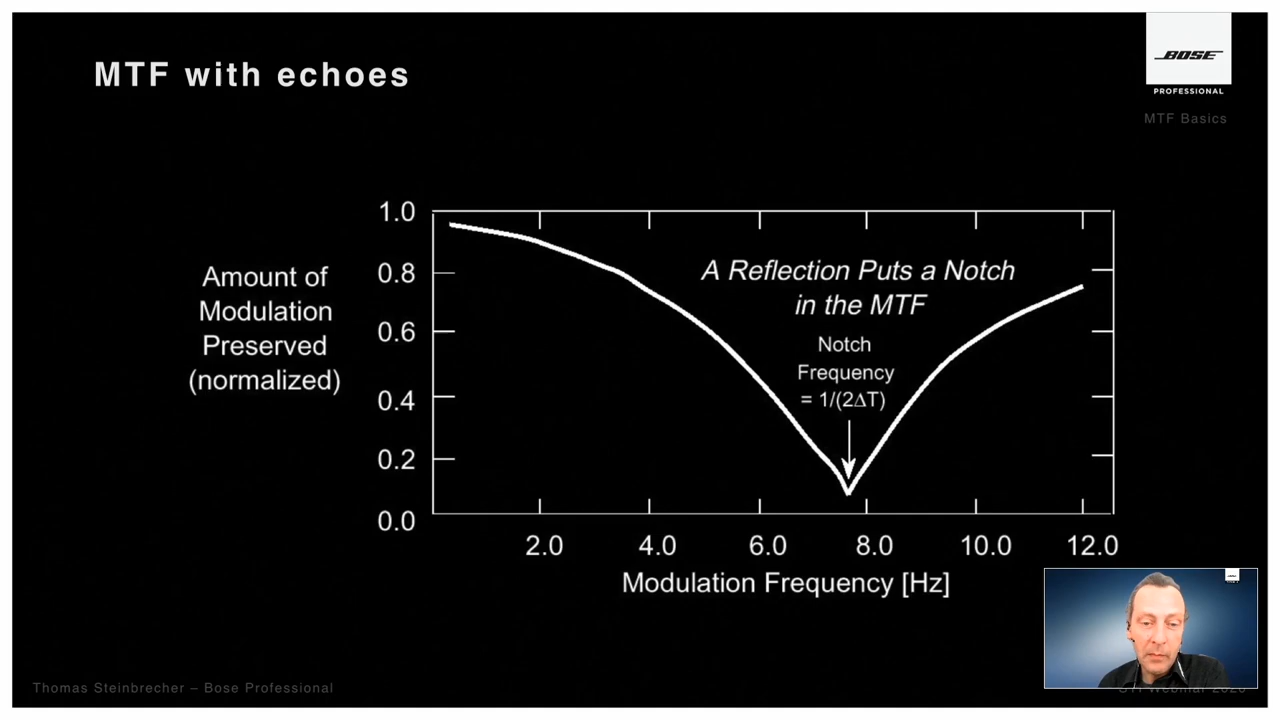 MTF with echoes
BOSE
PROFESSIONAL
MTF Basics
1.0
0.8
0.6
0.4
0.2
0.0
Amount of
Modulation
Preserved
(normalized)
A Reflection Puts a Notch
in the MTF
Notch
Frequency
= 1/(2ΔT)
2.0 4.0 6.0 8.0 10.0 12.0
Modulation Frequency [Hz]
Thomas Steinbrecher – Bose Professional
Webinar